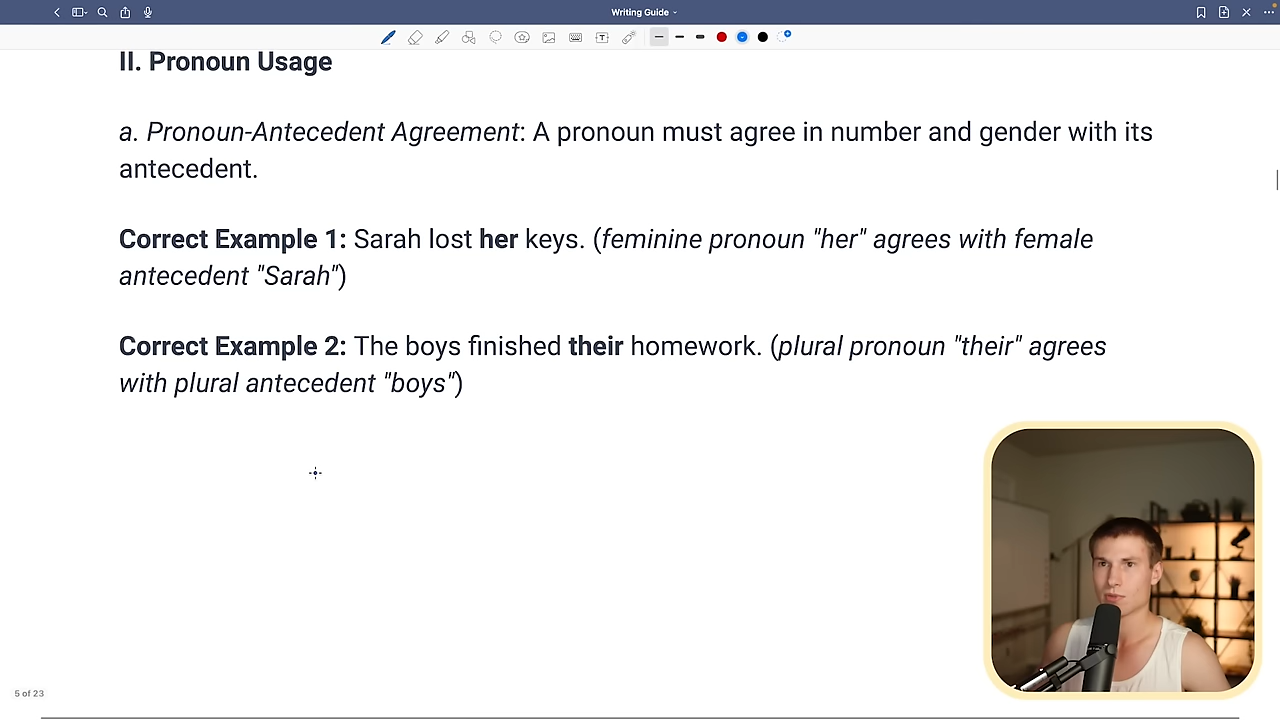 Writing Guide
II. Pronoun Usage
a. Pronoun-Antecedent Agreement: A pronoun must agree in number and gender with its
antecedent.
Correct Example 1: Sarah lost her keys. (feminine pronoun "her" agrees with female
antecedent "Sarah")
Correct Example 2: The boys finished their homework. (plural pronoun "their" agrees
with plural antecedent "boys")
5 of 23